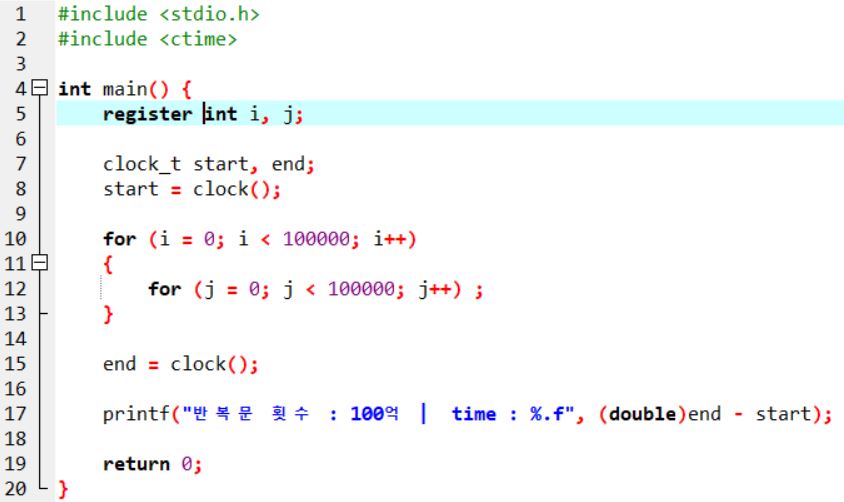 1 #include <stdio.h>
2 #include <ctime>
3
4 int main() {
5 register int i, j;
6
7 clock_t start, end;
8 start = clock();
9
10 for (i = 0; i < 100000; i++)
11 {
12 for (j = 0; j < 100000; j++) ;
13 }
14
15 end = clock();
16
17 printf("반복문 횟수 : 100억 | time : %.f", (double)end - start);
18
19 return 0;
20 }